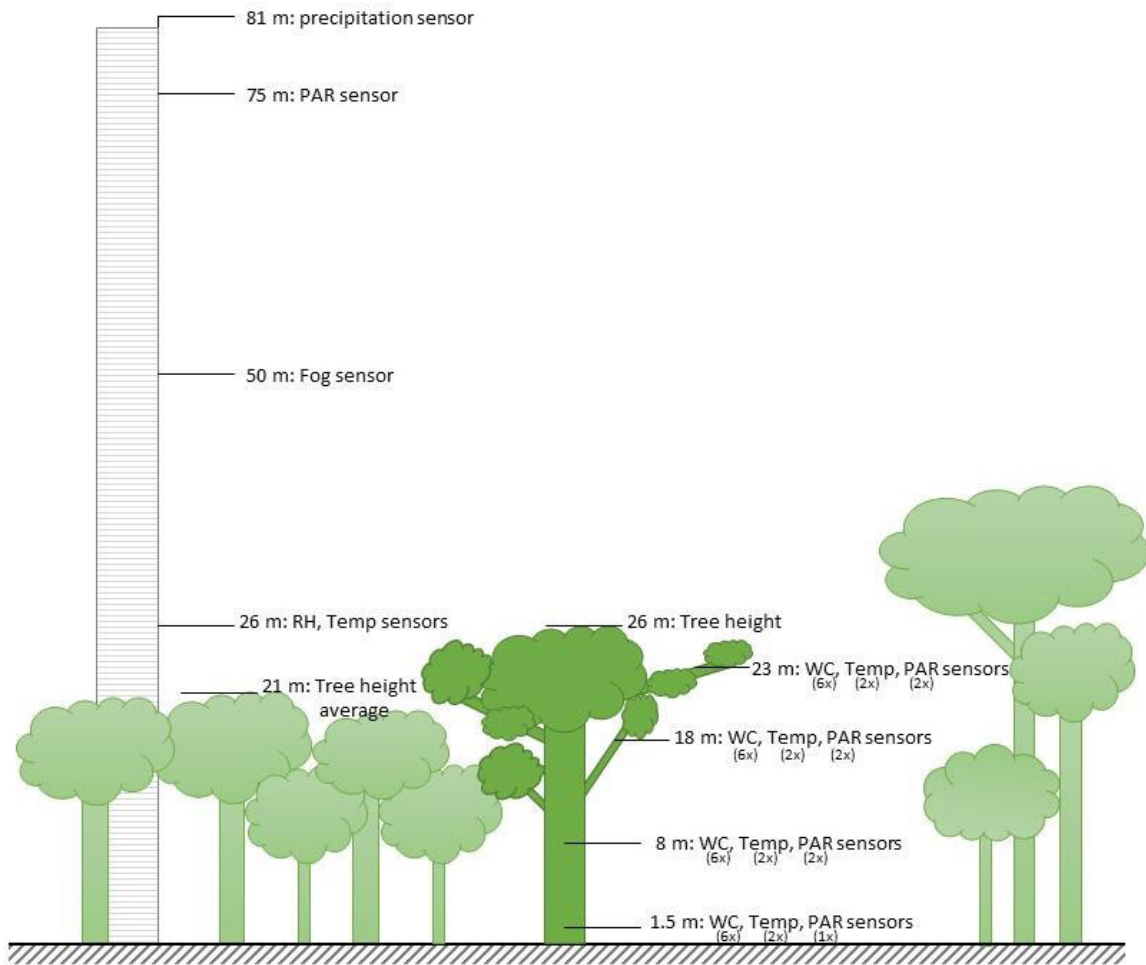 81 m: precipitation sensor
75 m: PAR sensor
50 m: Fog sensor
26 m: RH, Temp sensors
26 m: Tree height
23 m: WC, Temp, PAR sensors
(6x) (2x) (2x)
21 m: Tree height
average
18 m: WC, Temp, PAR sensors
(6x) (2x) (2x)
8 m: WC, Temp, PAR sensors
(6x) (2x) (2x)
1.5 m: WC, Temp, PAR sensors
(6x) (2x) (1x)